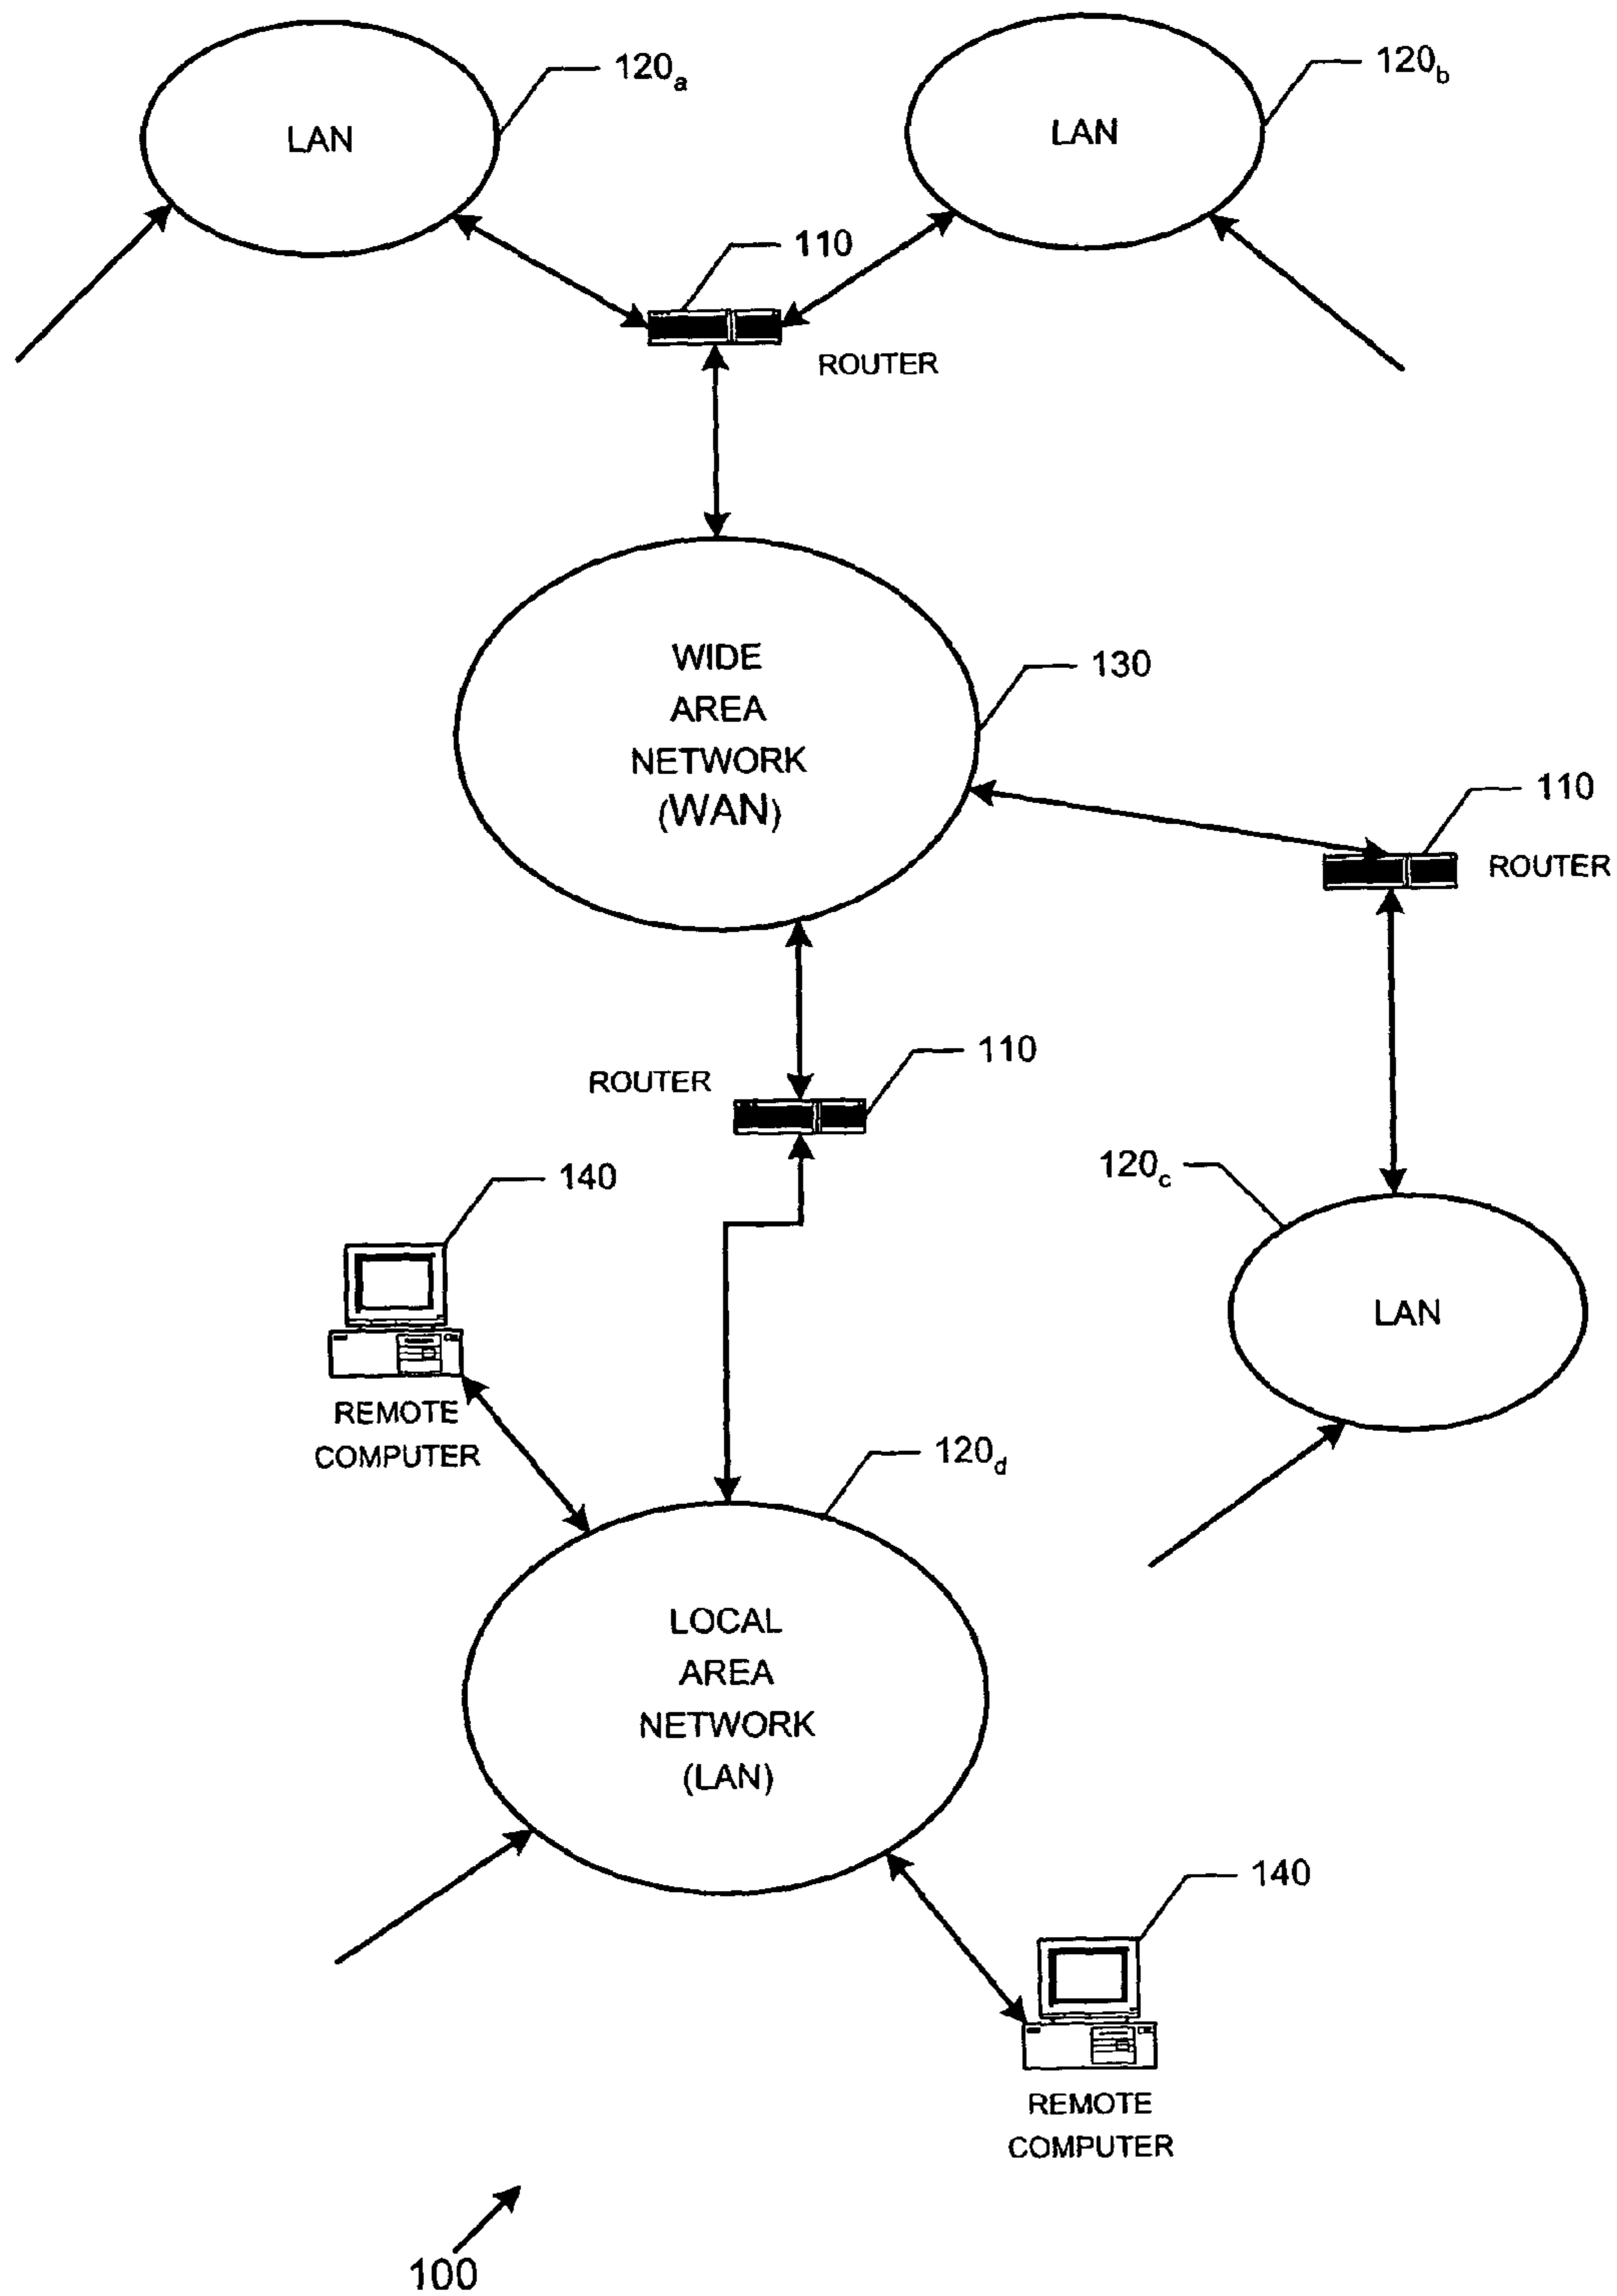 120a
120b
LAN
LAN
110
ROUTER
WIDE
AREA
NETWORK
(WAN)
130
110
ROUTER
110
ROUTER
140
120c
LAN
REMOTE
COMPUTER
120d
LOCAL
AREA
NETWORK
(LAN)
140
REMOTE
COMPUTER
100